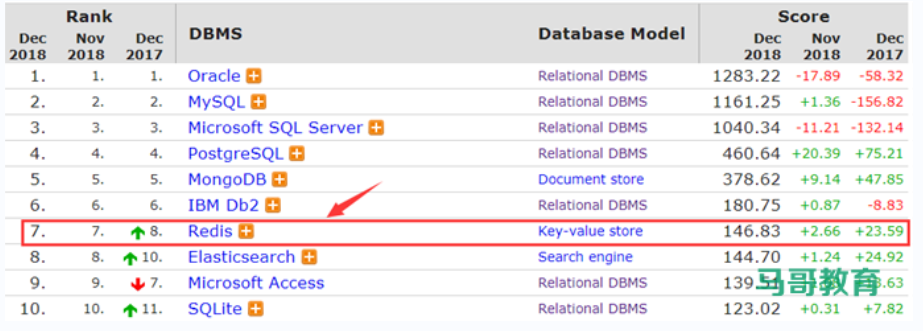 Rank Score
Dec 2018 Nov 2018 Dec 2017 DBMS Database Model Dec 2018 Nov 2018 Dec 2017
1. 1. 1. Oracle Relational DBMS 1283.22 -17.89 -58.32
2. 2. 2. MySQL Relational DBMS 1161.25 +1.36 -156.82
3. 3. 3. Microsoft SQL Server Relational DBMS 1040.34 -11.21 -132.14
4. 4. 4. PostgreSQL Relational DBMS 460.64 +20.39 +75.21
5. 5. 5. MongoDB Document store 378.62 +9.14 +47.85
6. 6. 6. IBM Db2 Relational DBMS 180.75 +0.87 -8.83
7. 7. 8. Redis Key-value store 146.83 +2.66 +23.59
8. 8. 10. Elasticsearch Search engine 144.70 +1.24 +24.92
9. 9. 7. Microsoft Access Relational DBMS
马哥教育
10. 10. 11. SQLite Relational DBMS 123.02 +0.31 +7.82